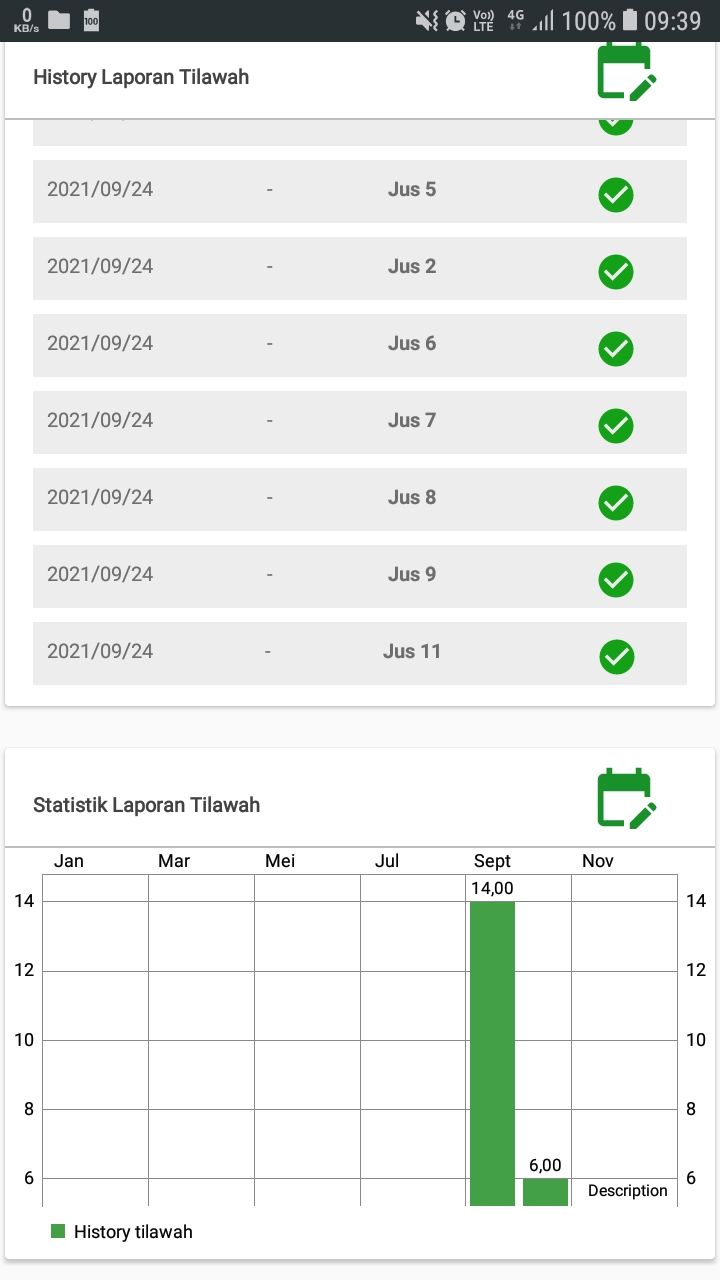 0 KB/s 100 Vo)) LTE 4G 100% 09:39
History Laporan Tilawah
2021/09/24 - Jus 5
2021/09/24 - Jus 2
2021/09/24 - Jus 6
2021/09/24 - Jus 7
2021/09/24 - Jus 8
2021/09/24 - Jus 9
2021/09/24 - Jus 11
Statistik Laporan Tilawah
Jan Mar Mei Jul Sept Nov
14,00
14 14
12 12
10 10
8 8
6,00
6 6
Description
History tilawah